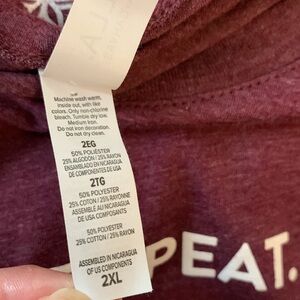 Machine wash warm,
inside out, with like
colors. Only non-chlorine
bleach. Tumble dry low.
Medium Iron.
Do not iron decoration.
Do not dry clean.
2EG
50% POLIÉSTER
25% ALGODÓN / 25% RAYON
ENSAMBLADO EN NICARAGUA
DE COMPONENTES DE USA
2TG
50% POLYESTER
25% COTON / 25% RAYONNE
ASSEMBLÉ AU NICARAGUA
DE USA COMPOSANTS
50% POLYESTER
25% COTTON / 25% RAYON
ASSEMBLED IN NICARAGUA
OF US COMPONENTS
2XL
PEAT.